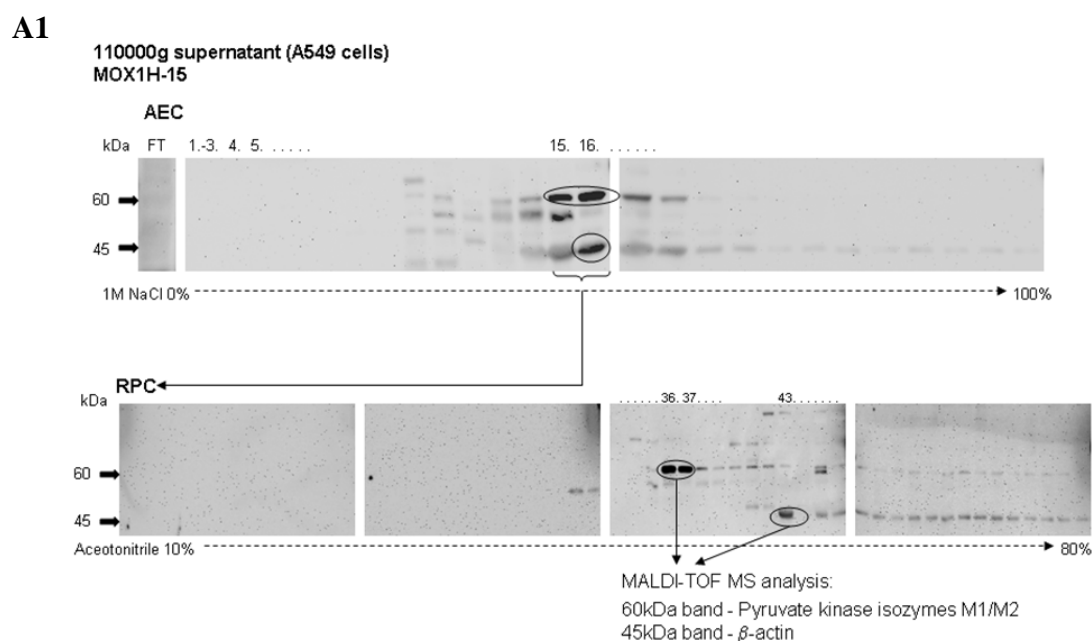 A1
110000g supernatant (A549 cells)
MOX1H-15
AEC
kDa FT 1.-3. 4. 5. . . . . . 15. 16. . . . . . .
60
45
1M NaCl 0% 100%
RPC
kDa . . . . . . 36. 37 . . . . 43 . . . . . . .
60
45
Aceotonitrile 10% 80%
MALDI-TOF MS analysis:
60kDa band - Pyruvate kinase isozymes M1/M2
45kDa band - β-actin